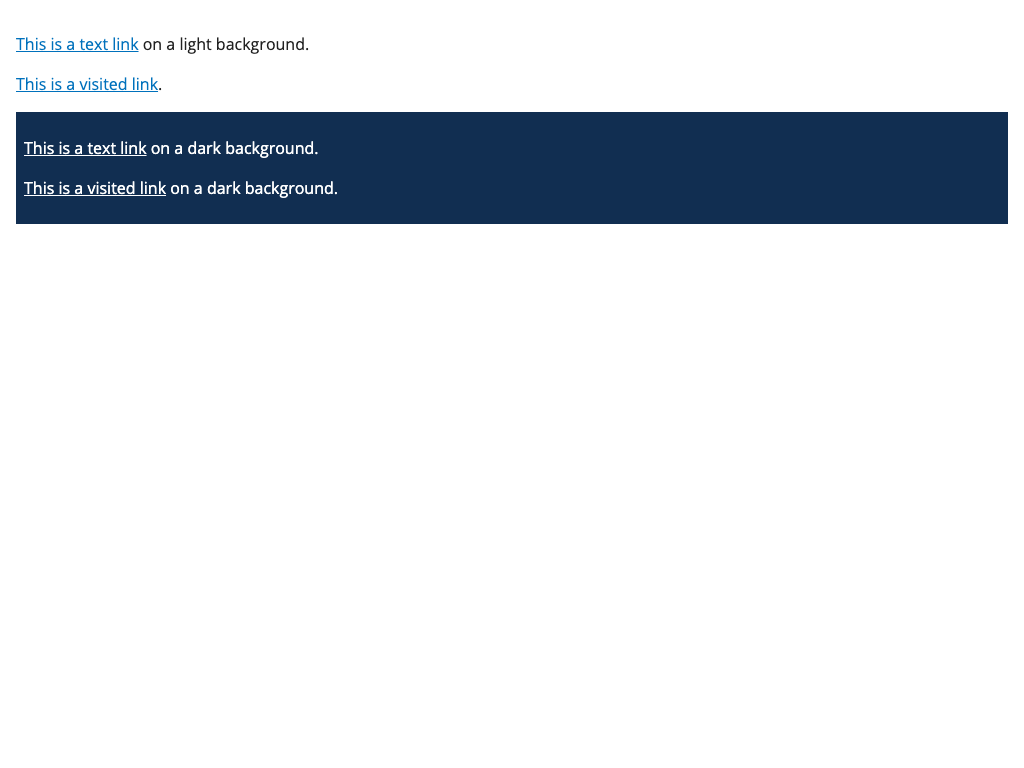 This is a text link on a light background.
This is a visited link.
This is a text link on a dark background.
This is a visited link on a dark background.